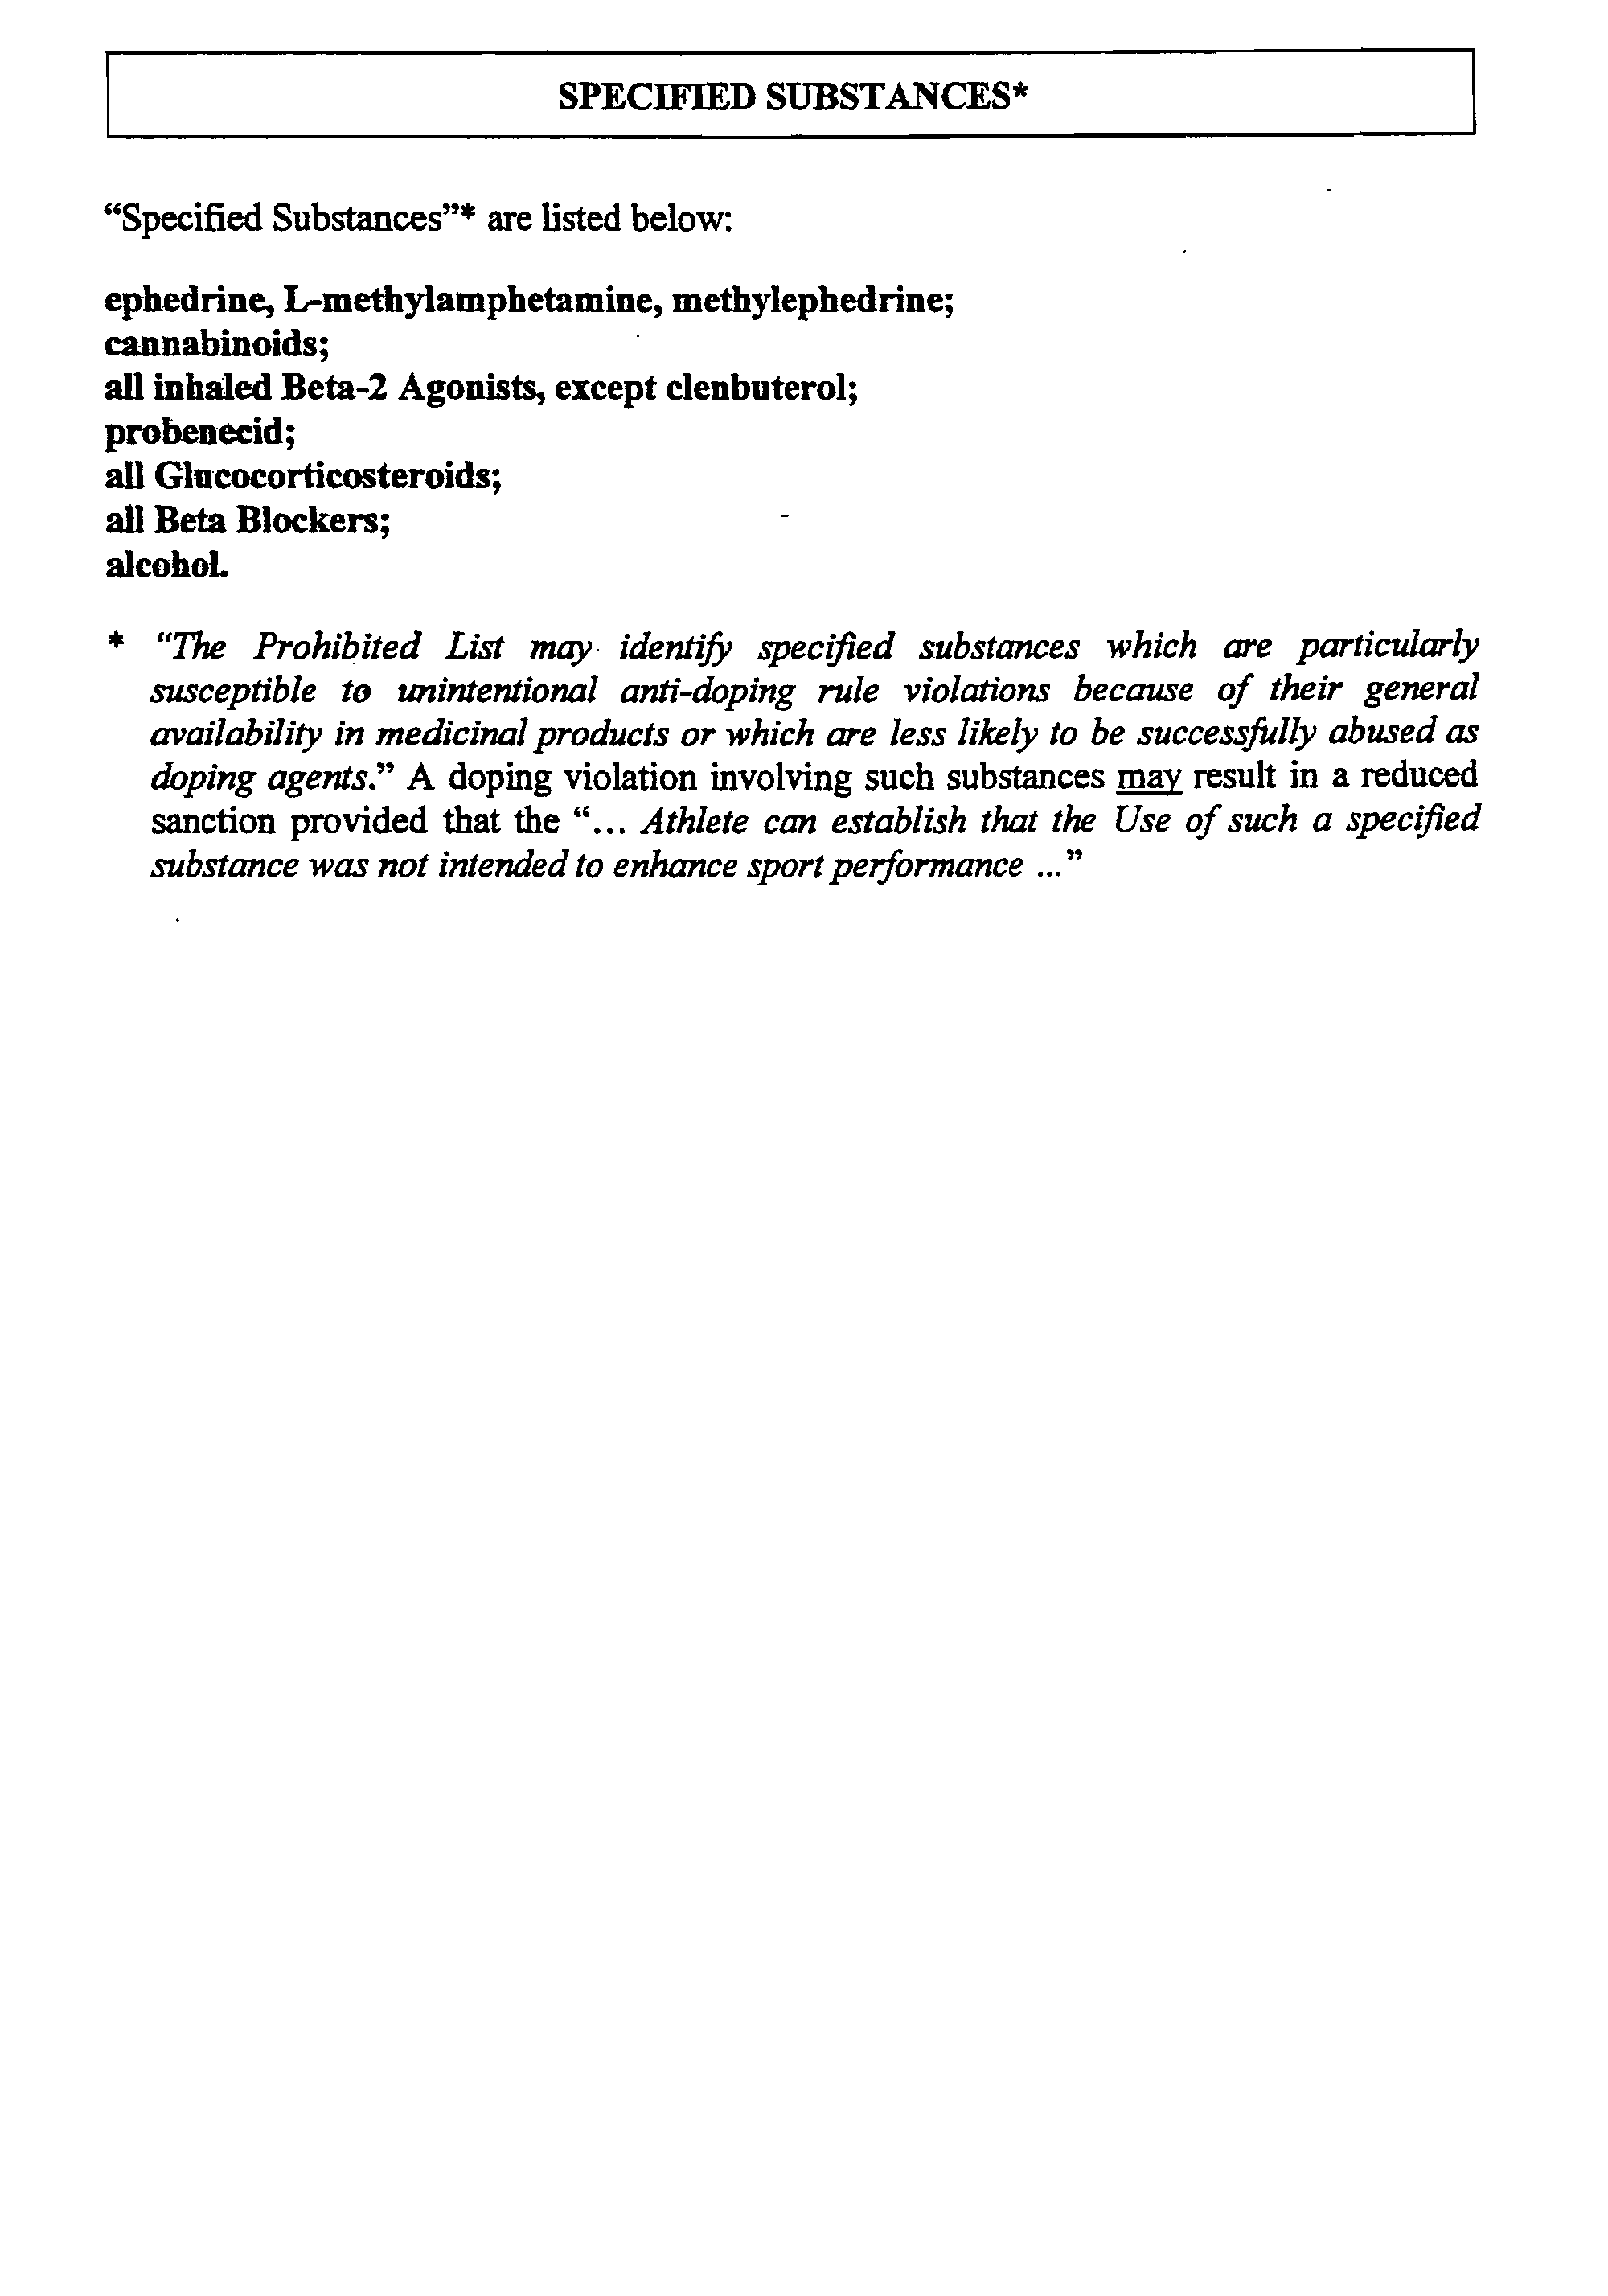 SPECIFIED SUBSTANCES*
“Specified Substances”* are listed below:
ephedrine, L-methylamphetamine, methylephedrine;
cannabinoids;
all inhaled Beta-2 Agonists, except clenbuterol;
probenecid;
all Glucocorticosteroids;
all Beta Blockers;
alcohol.
* “The Prohibited List may identify specified substances which are particularly
susceptible to unintentional anti-doping rule violations because of their general
availability in medicinal products or which are less likely to be successfully abused as
doping agents.” A doping violation involving such substances may result in a reduced
sanction provided that the “... Athlete can establish that the Use of such a specified
substance was not intended to enhance sport performance ...”